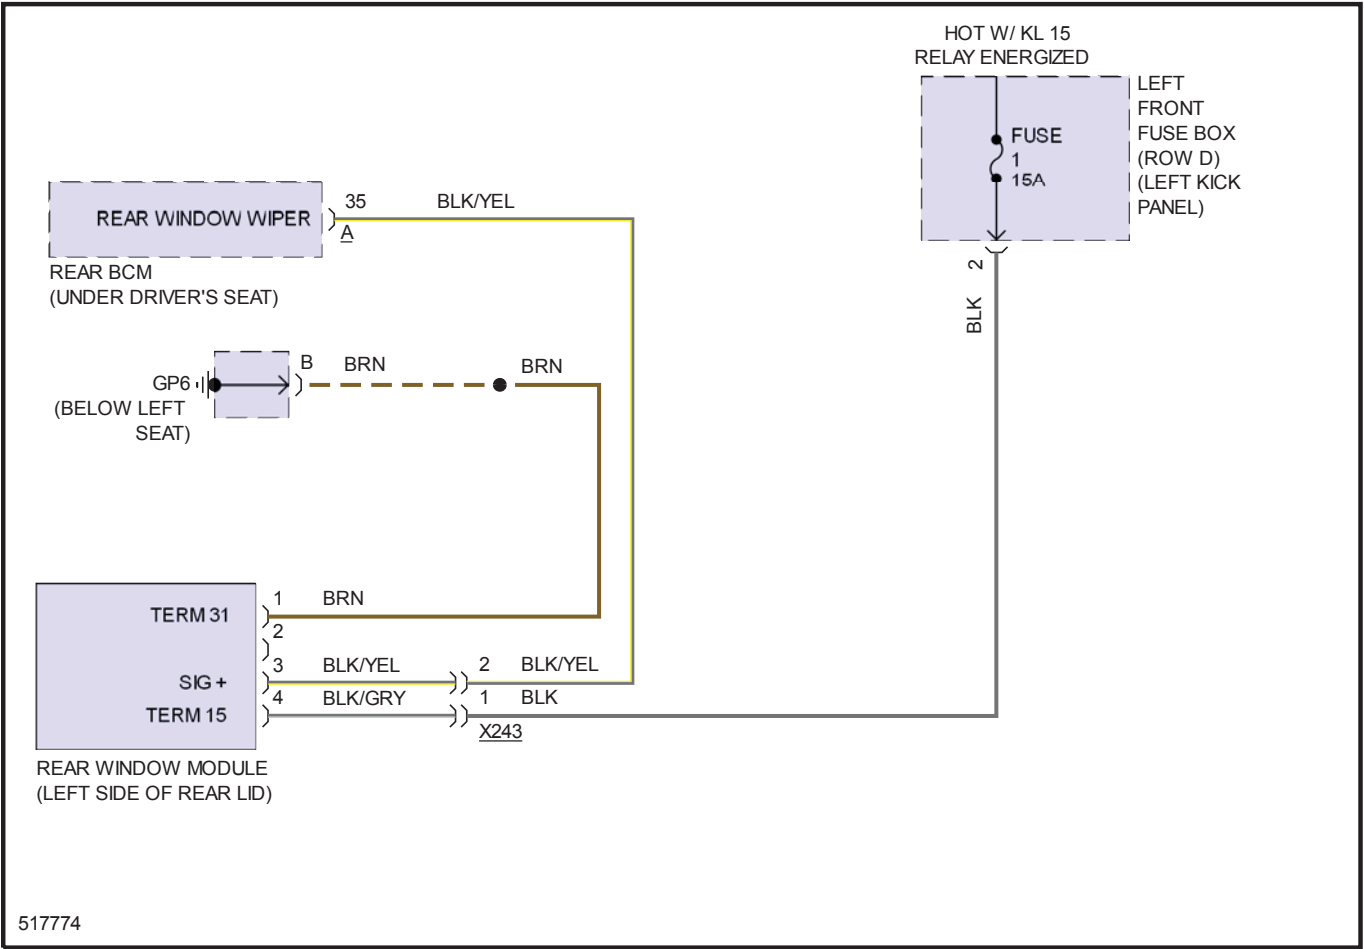 HOT W/ KL 15
RELAY ENERGIZED
LEFT
FRONT
FUSE BOX
(ROW D)
(LEFT KICK
PANEL)
FUSE
1
15A
2
BLK
REAR WINDOW WIPER
35
BLK/YEL
A
REAR BCM
(UNDER DRIVER'S SEAT)
B
BRN
BRN
GP6
(BELOW LEFT
SEAT)
TERM 31
1
BRN
2
SIG +
3
BLK/YEL
2
BLK/YEL
TERM 15
4
BLK/GRY
1
BLK
X243
REAR WINDOW MODULE
(LEFT SIDE OF REAR LID)
517774